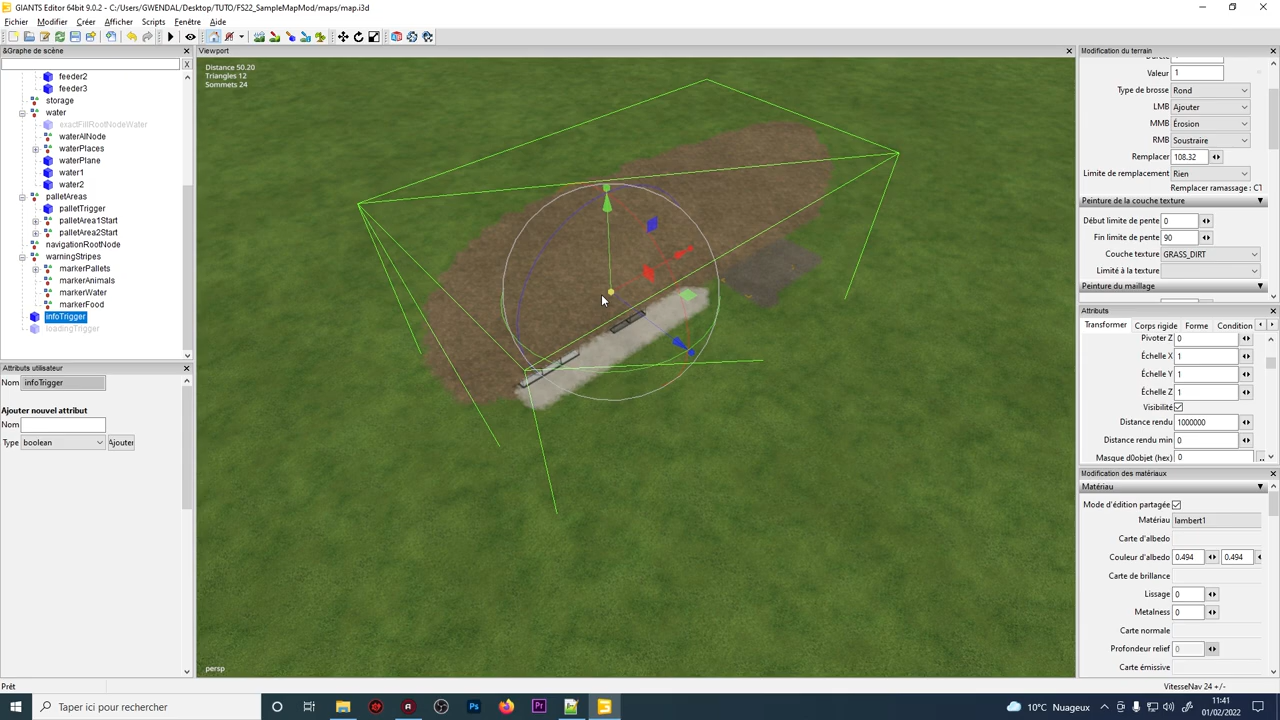 GIANTS Editor 64bit 9.0.2 - C:/Users/GWENDAL/Desktop/TUTO/FS22_SampleMapMod/maps/map.i3d
Fichier Modifier Créer Afficher Scripts Fenêtre Aide
&Graphe de scène
X
feeder2
feeder3
storage
water
exactFillRootNodeWater
waterAINode
waterPlaces
waterPlane
water1
water2
palletAreas
palletTrigger
palletArea1Start
palletArea2Start
navigationRootNode
warningStripes
markerPallets
markerAnimals
markerWater
markerFood
infoTrigger
loadingTrigger
Attributs utilisateur
Nom infoTrigger
Ajouter nouvel attribut
Nom
Type boolean Ajouter
Prêt
Viewport
Distance 50.20
Triangles 12
Sommets 24
persp
Modification du terrain
Valeur 1
Type de brosse Rond
LMB Ajouter
MMB Érosion
RMB Soustraire
Remplacer 108.32
Limite de remplacement Rien
Remplacer ramassage : CT
Peinture de la couche texture
Début limite de pente 0
Fin limite de pente 90
Couche texture GRASS_DIRT
Limité à la texture
Peinture du maillage
Attributs
Transformer Corps rigide Forme Condition
Pivoter Z 0
Échelle X 1
Échelle Y 1
Échelle Z 1
Visibilité
Distance rendu 1000000
Distance rendu min 0
Masque d0objet (hex) 0
Modification des matériaux
Matériau
Mode d'édition partagée
Matériau lambert1
Carte d'albedo
Couleur d'albedo 0.494 0.494
Carte de brillance
Lissage 0
Metalness 0
Carte normale
Profondeur relief 0
Carte émissive
VitesseNav 24 +/-
Taper ici pour rechercher
10°C Nuageux
11:41
01/02/2022